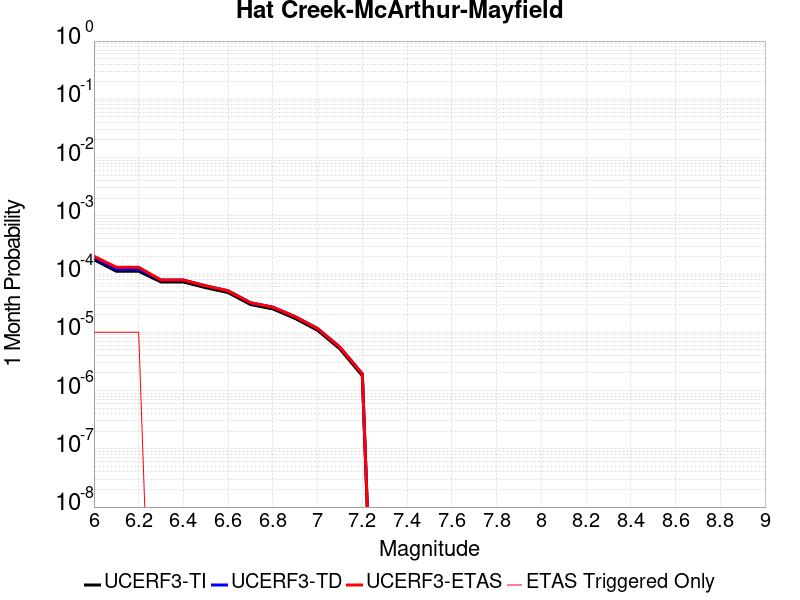 Hat Creek-McArthur-Mayfield
10^0
10^-1
10^-2
10^-3
10^-4
10^-5
10^-6
10^-7
10^-8
1 Month Probability
6 6.2 6.4 6.6 6.8 7 7.2 7.4 7.6 7.8 8 8.2 8.4 8.6 8.8 9
Magnitude
UCERF3-TI UCERF3-TD UCERF3-ETAS ETAS Triggered Only